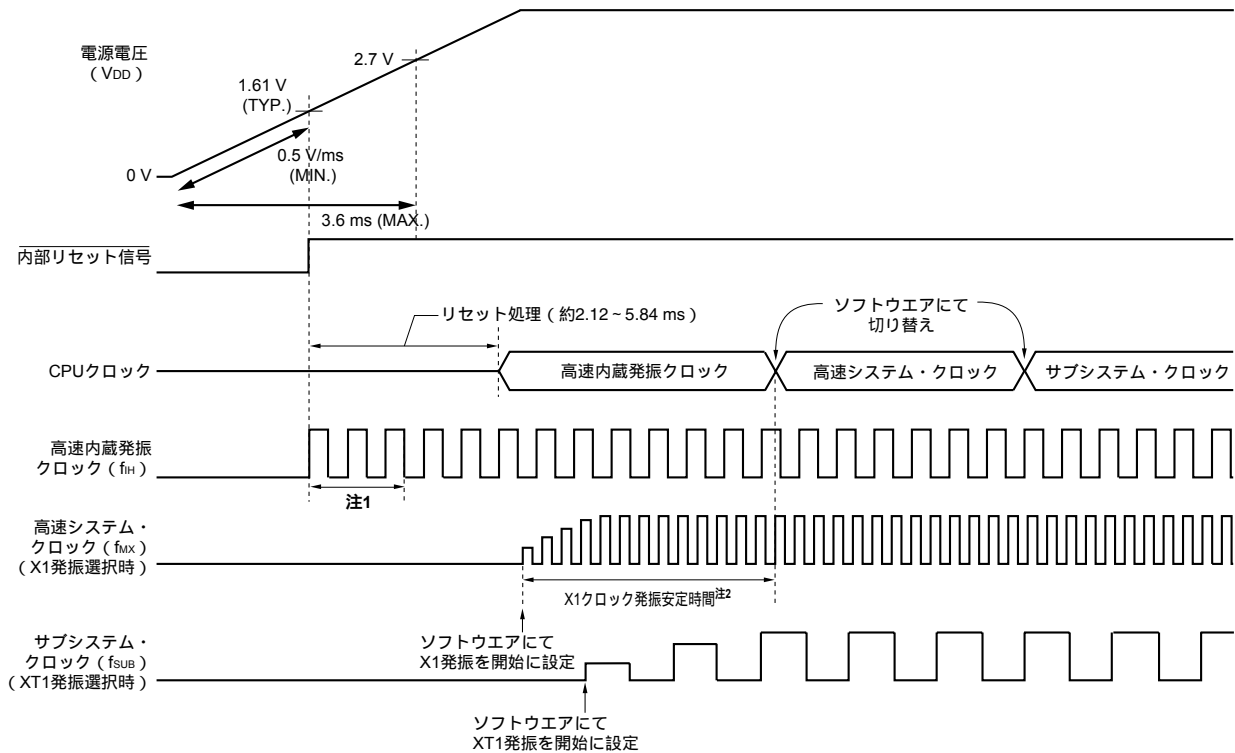 電源電圧
（VDD）
2.7 V
1.61 V
(TYP.)
0.5 V/ms
(MIN.)
0 V
3.6 ms (MAX.)
内部リセット信号
リセット処理（約2.12～5.84 ms）
ソフトウエアにて
切り替え
CPUクロック
高速内蔵発振クロック
高速システム・クロック
サブシステム・クロック
高速内蔵発振
クロック（fIH）
注1
高速システム・
クロック（fMX）
（X1発振選択時）
X1クロック発振安定時間注2
ソフトウエアにて
X1発振を開始に設定
サブシステム・
クロック（fSUB）
（XT1発振選択時）
ソフトウエアにて
XT1発振を開始に設定